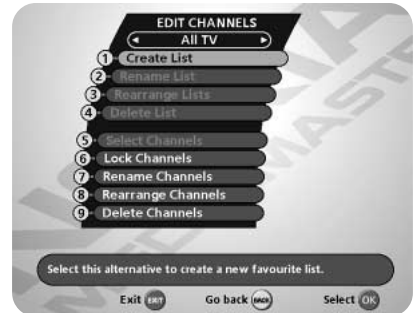 EDIT CHANNELS
All TV
1 Create List
2 Rename List
3 Rearrange Lists
4 Delete List
5 Select Channels
6 Lock Channels
7 Rename Channels
8 Rearrange Channels
9 Delete Channels
Select this alternative to create a new favourite list.
Exit EXIT Go back BACK Select OK